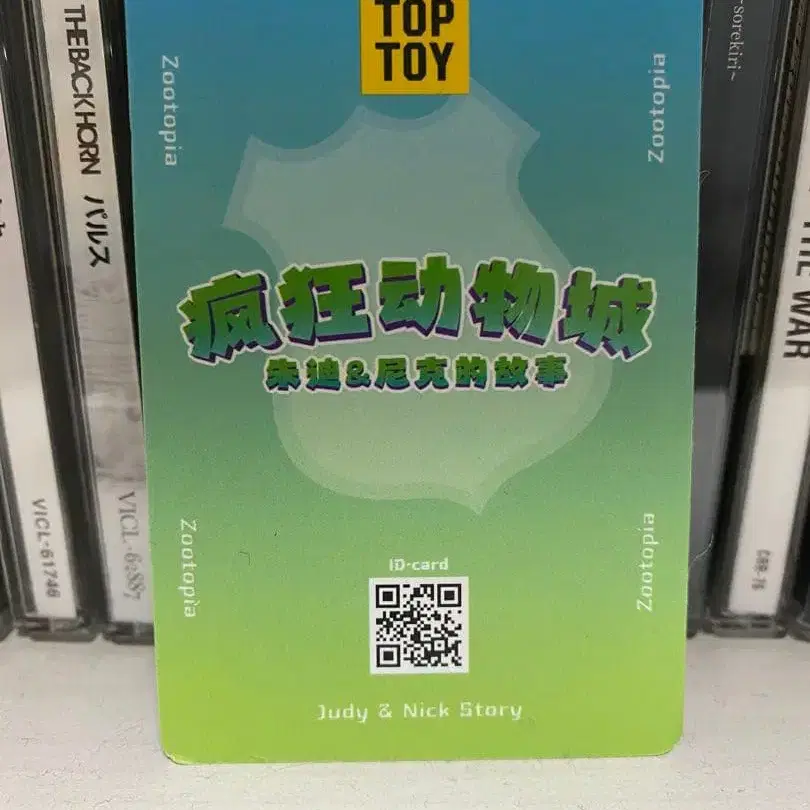 TOP
TOY
Zootopia
Zootopia
疯狂动物城
朱迪&尼克的故事
Zootopia
Zootopia
ID-card
Judy & Nick Story
THE BACK HORN パルス
VICL-61746
VICL-62887
-sorekiri~
THE WAR